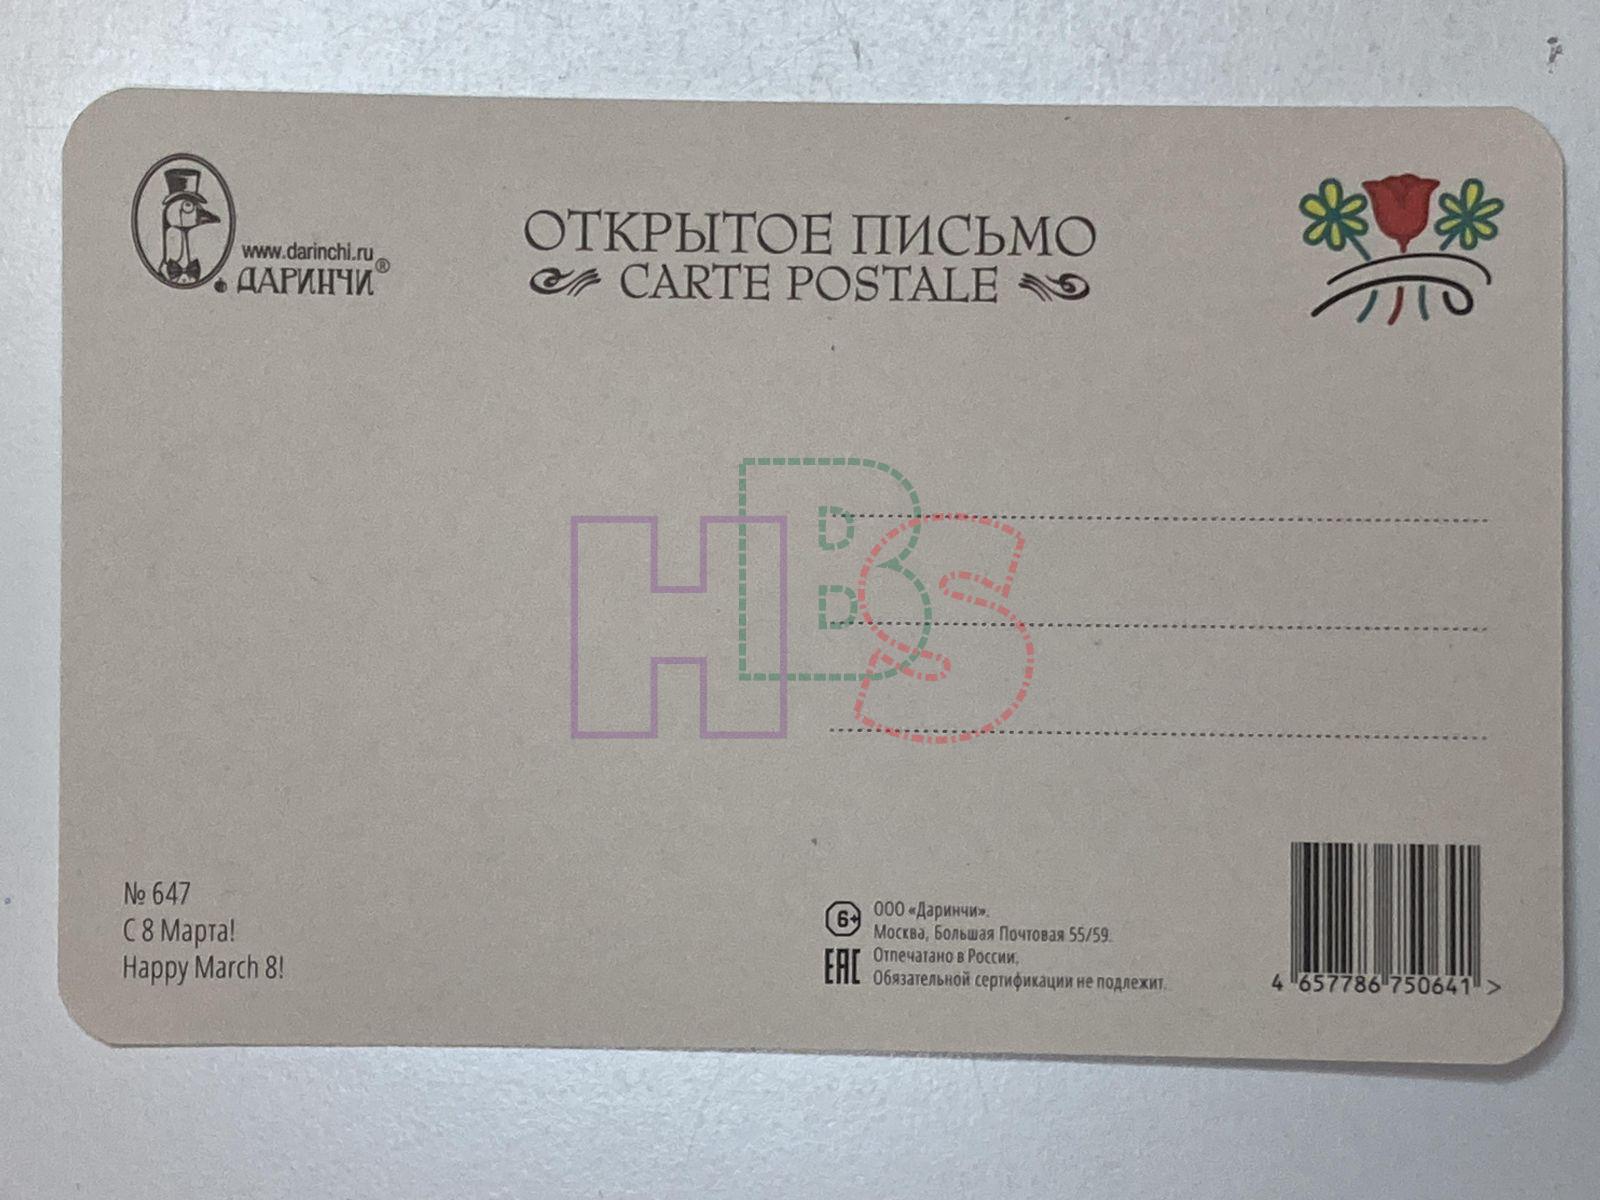 www.darinchi.ru
ДАРИНЧИ®
ОТКРЫТОЕ ПИСЬМО
CARTE POSTALE
HBS
№ 647
С 8 Марта!
Happy March 8!
6+
ООО «Даринчи».
Москва, Большая Почтовая 55/59.
EAC
Отпечатано в России.
Обязательной сертификации не подлежит.
4 657786 750641 >